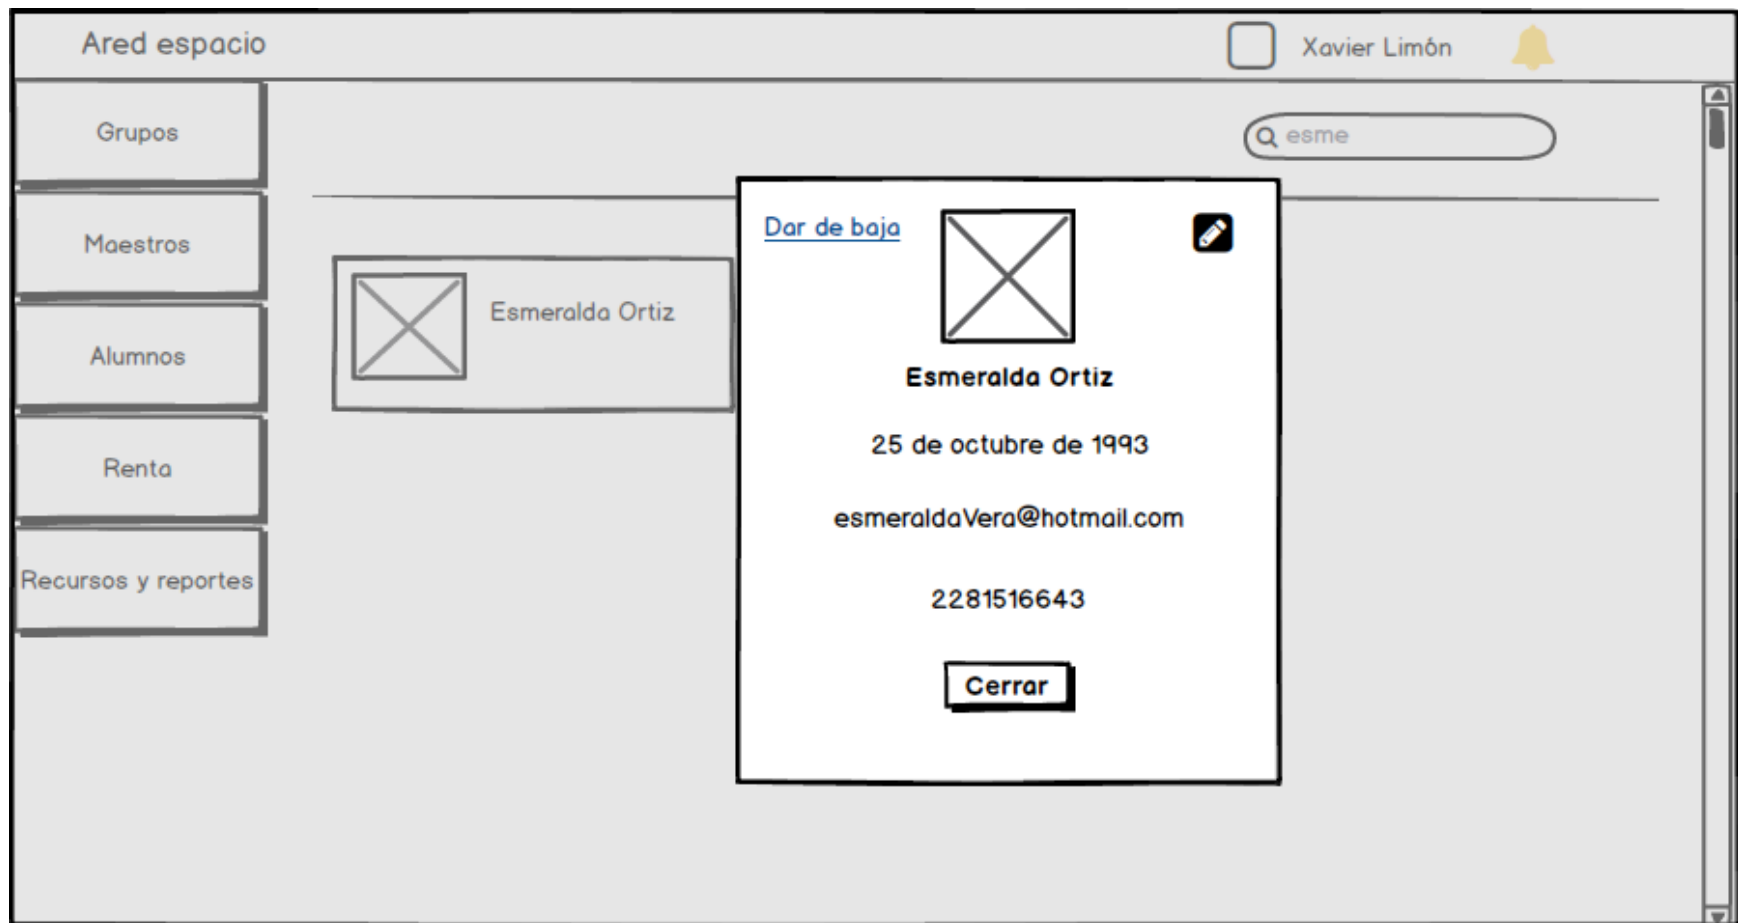 Ared espacio
Xavier Limón
Grupos
Maestros
Alumnos
Renta
Recursos y reportes
esme
Esmeralda Ortiz
Dar de baja
Esmeralda Ortiz
25 de octubre de 1993
esmeraldaVera@hotmail.com
2281516643
Cerrar